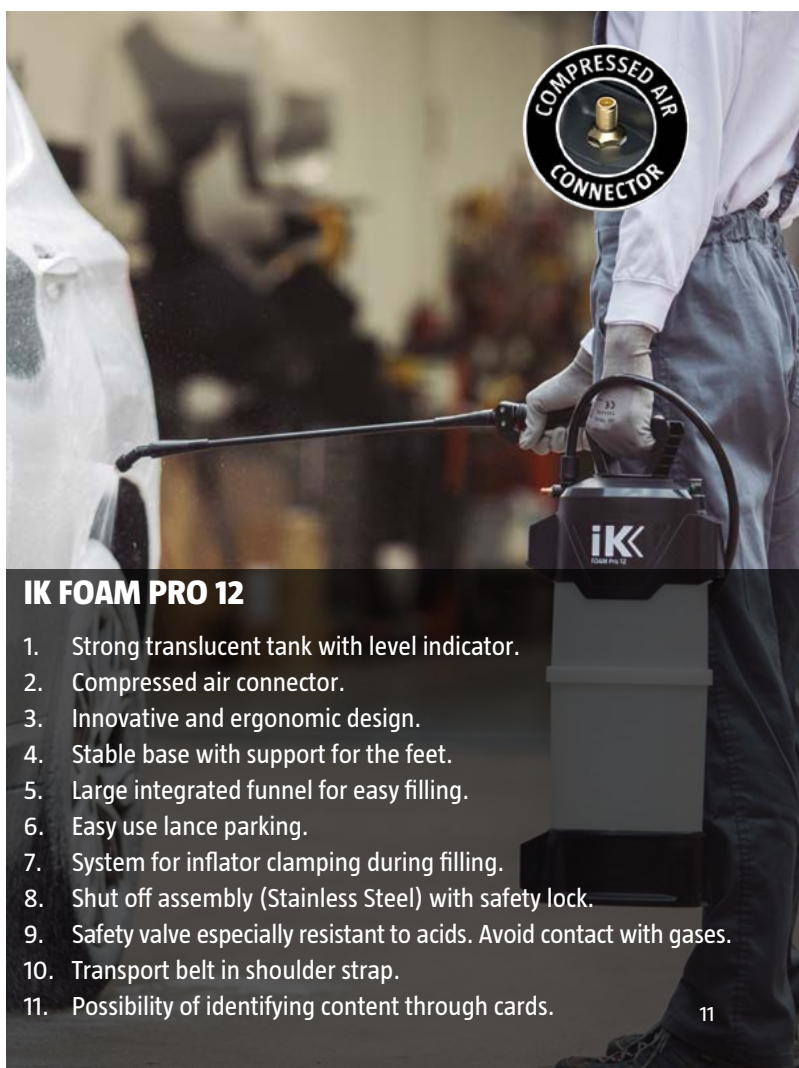 COMPRESSED AIR
CONNECTOR
iK
FOAM Pro 12
IK FOAM PRO 12
1. Strong translucent tank with level indicator.
2. Compressed air connector.
3. Innovative and ergonomic design.
4. Stable base with support for the feet.
5. Large integrated funnel for easy filling.
6. Easy use lance parking.
7. System for inflator clamping during filling.
8. Shut off assembly (Stainless Steel) with safety lock.
9. Safety valve especially resistant to acids. Avoid contact with gases.
10. Transport belt in shoulder strap.
11. Possibility of identifying content through cards.
11